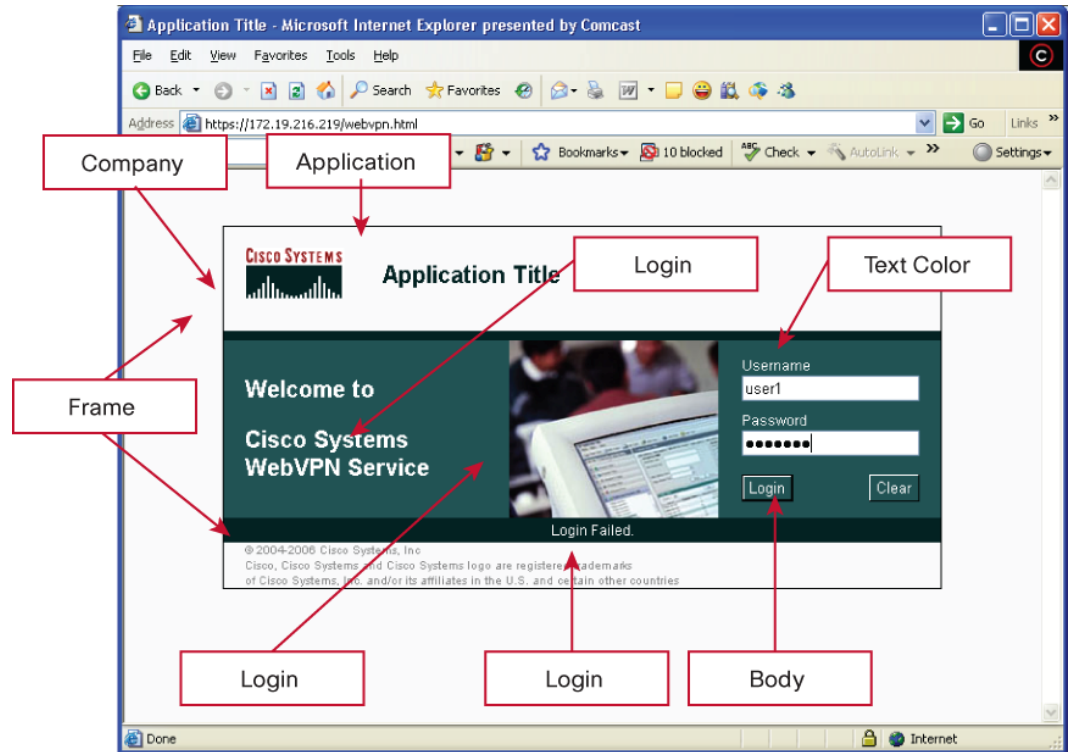 Application Title - Microsoft Internet Explorer presented by Comcast
File Edit View Favorites Tools Help
Back Search Favorites
Address https://172.19.216.219/webvpn.html Go Links »
Bookmarks 10 blocked ABC Check AutoLink » Settings
Company
Application
CISCO SYSTEMS
Application Title
Login
Text Color
Frame
Welcome to
Cisco Systems
WebVPN Service
Username
user1
Password
Login Clear
Login Failed.
© 2004-2006 Cisco Systems, Inc
Cisco, Cisco Systems and Cisco Systems logo are registered trademarks
of Cisco Systems, Inc. and/or its affiliates in the U.S. and certain other countries
Login
Login
Body
Done Internet